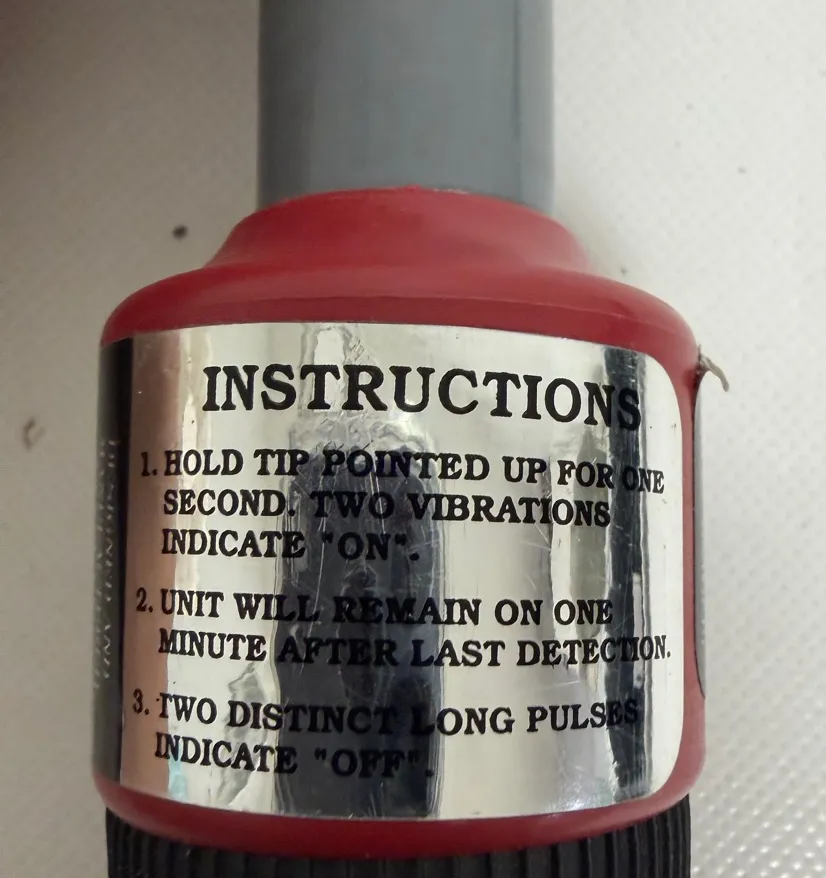 INSTRUCTIONS
1. HOLD TIP POINTED UP FOR ONE
SECOND. TWO VIBRATIONS
INDICATE "ON".
2. UNIT WILL REMAIN ON ONE
MINUTE AFTER LAST DETECTION.
3. TWO DISTINCT LONG PULSES
INDICATE "OFF".